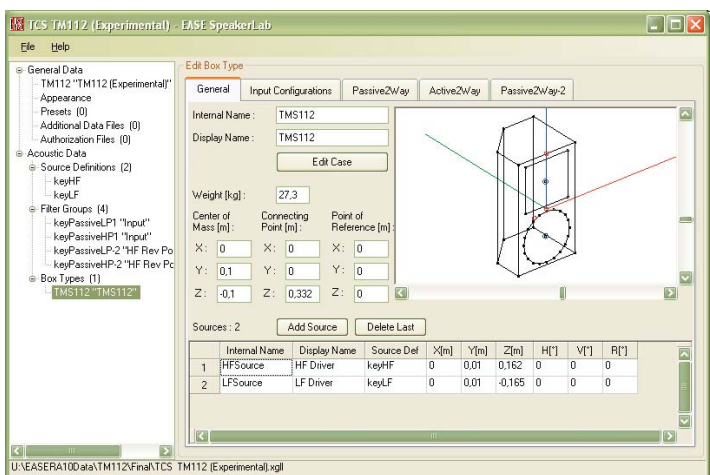 TCS TM112 (Experimental) - EASE SpeakerLab
File Help
General Data
TM112 "TM112 (Experimental)"
Appearance
Presets (0)
Additional Data Files (0)
Authorization Files (0)
Acoustic Data
Source Definitions (2)
keyHF
keyLF
Filter Groups (4)
keyPassiveLP1 "Input"
keyPassiveHP1 "Input"
keyPassiveLP-2 "HF Rev Po
keyPassiveHP-2 "HF Rev Pc
Box Types (1)
TMS112 "TMS112"
Edit Box Type
General Input Configurations Passive2Way Active2Way Passive2Way-2
Internal Name : TMS112
Display Name : TMS112
Edit Case
Weight [kg] : 27,3
Center of Mass [m] : Connecting Point [m] : Point of Reference [m] :
X: 0 X: 0 X: 0
Y: 0,1 Y: 0 Y: 0
Z: -0,1 Z: 0,332 Z: 0
Sources : 2 Add Source Delete Last
Internal Name Display Name Source Def X[m] Y[m] Z[m] H[°] V[°] R[°]
1 HFSource HF Driver keyHF 0 0,01 0,162 0 0 0
2 LFSource LF Driver keyLF 0 0,01 -0,165 0 0 0
U:\EASERA10Data\TM112\Final\TCS TM112 (Experimental).xgll